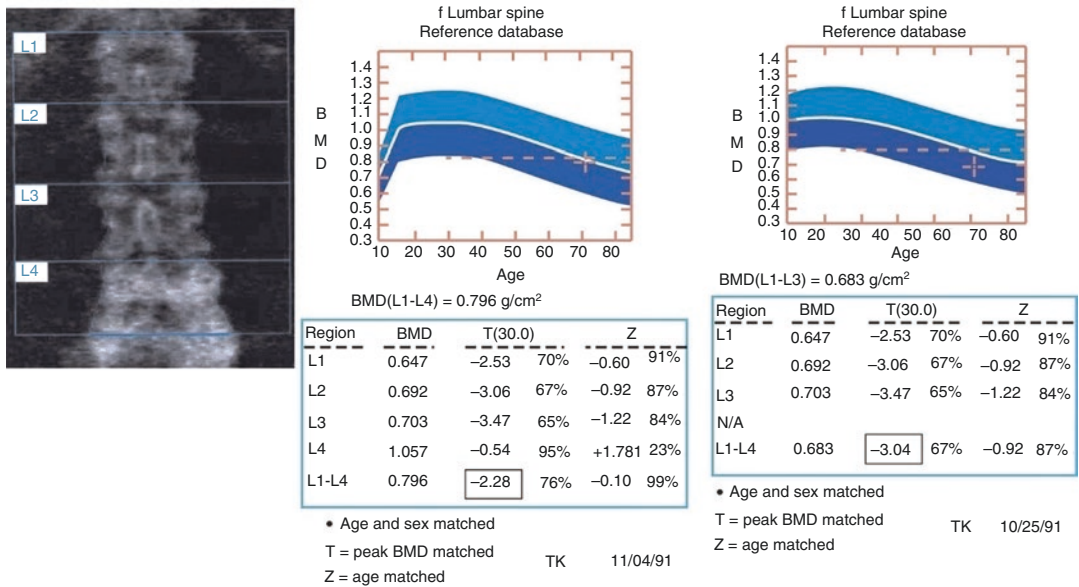 L1
L2
L3
L4
f Lumbar spine
Reference database
B
M
D
1.4
1.3
1.2
1.1
1.0
0.9
0.8
0.7
0.6
0.5
0.4
0.3
10 20 30 40 50 60 70 80
Age
BMD(L1-L4) = 0.796 g/cm²
Region BMD T(30.0) Z
L1 0.647 −2.53 70% −0.60 91%
L2 0.692 −3.06 67% −0.92 87%
L3 0.703 −3.47 65% −1.22 84%
L4 1.057 −0.54 95% +1.781 23%
L1-L4 0.796 −2.28 76% −0.10 99%
• Age and sex matched
T = peak BMD matched
Z = age matched
TK 11/04/91
f Lumbar spine
Reference database
B
M
D
1.4
1.3
1.2
1.1
1.0
0.9
0.8
0.7
0.6
0.5
0.4
0.3
10 20 30 40 50 60 70 80
Age
BMD(L1-L3) = 0.683 g/cm²
Region BMD T(30.0) Z
L1 0.647 −2.53 70% −0.60 91%
L2 0.692 −3.06 67% −0.92 87%
L3 0.703 −3.47 65% −1.22 84%
N/A
L1-L4 0.683 −3.04 67% −0.92 87%
• Age and sex matched
T = peak BMD matched
Z = age matched
TK 10/25/91